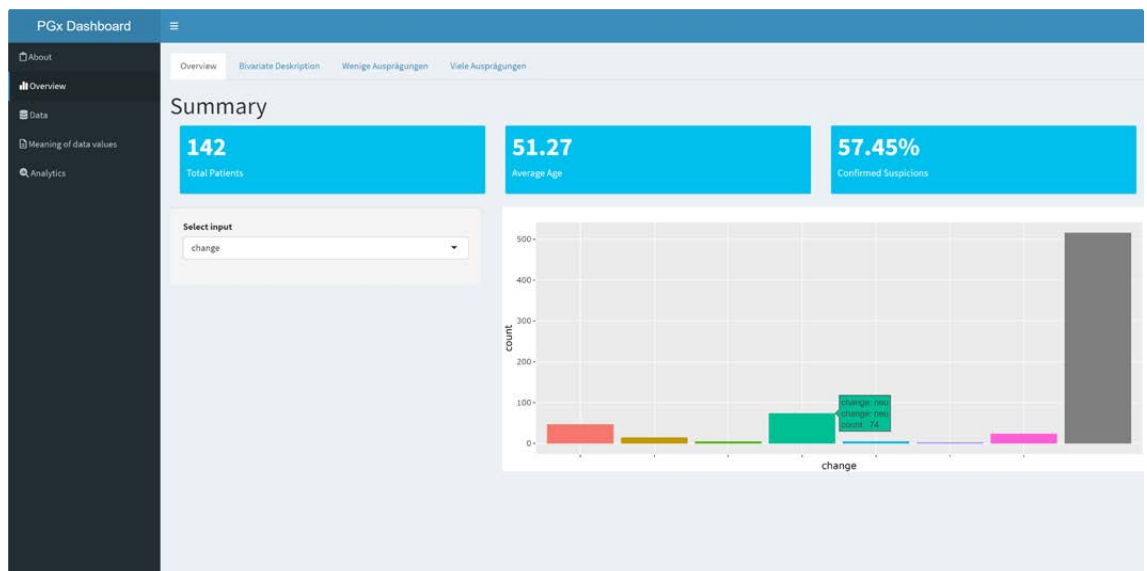 PGx Dashboard
About
Overview
Data
Meaning of data values
Analytics
Overview Bivariate Deskription Wenige Ausprägungen Viele Ausprägungen
Summary
142
Total Patients
51.27
Average Age
57.45%
Confirmed Suspicions
Select input
change
500
400
300
200
100
0
count
change: neu
change: neu
count: 74
change